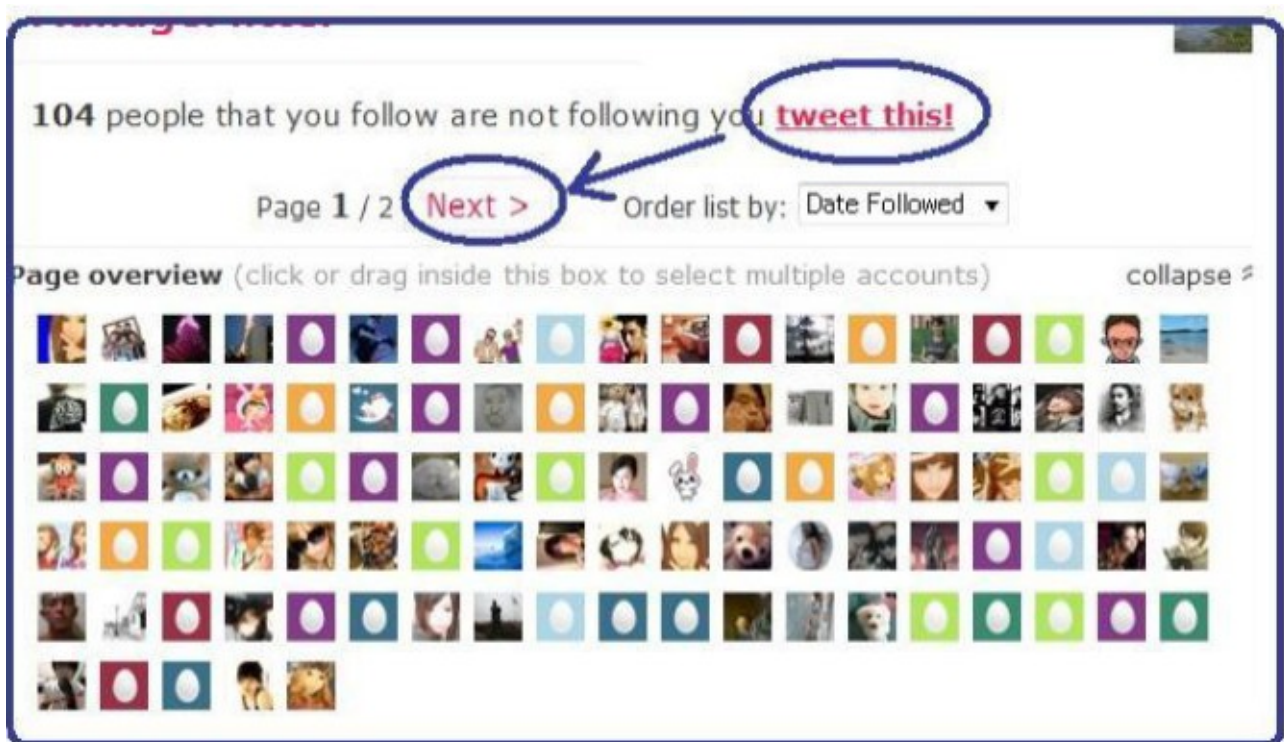 104 people that you follow are not following you tweet this!
Page 1 / 2 Next > Order list by: Date Followed
Page overview (click or drag inside this box to select multiple accounts) collapse